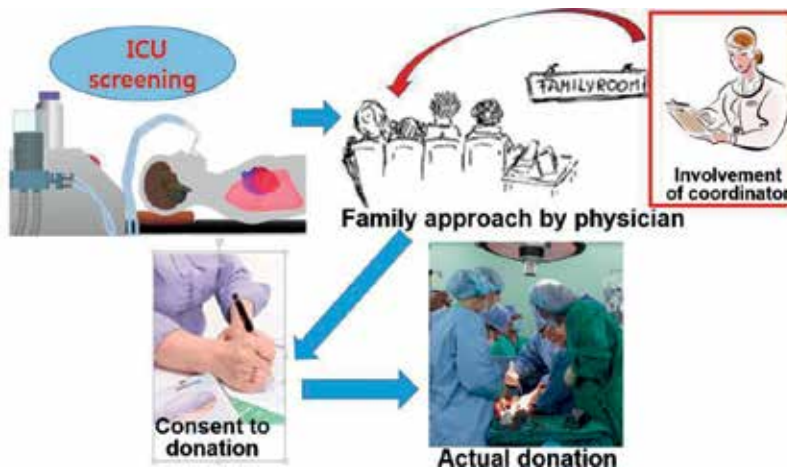 ICU
screening
FAMILYROOM
Involvement
of coordinator
Family approach by physician
Consent to
donation
Actual donation